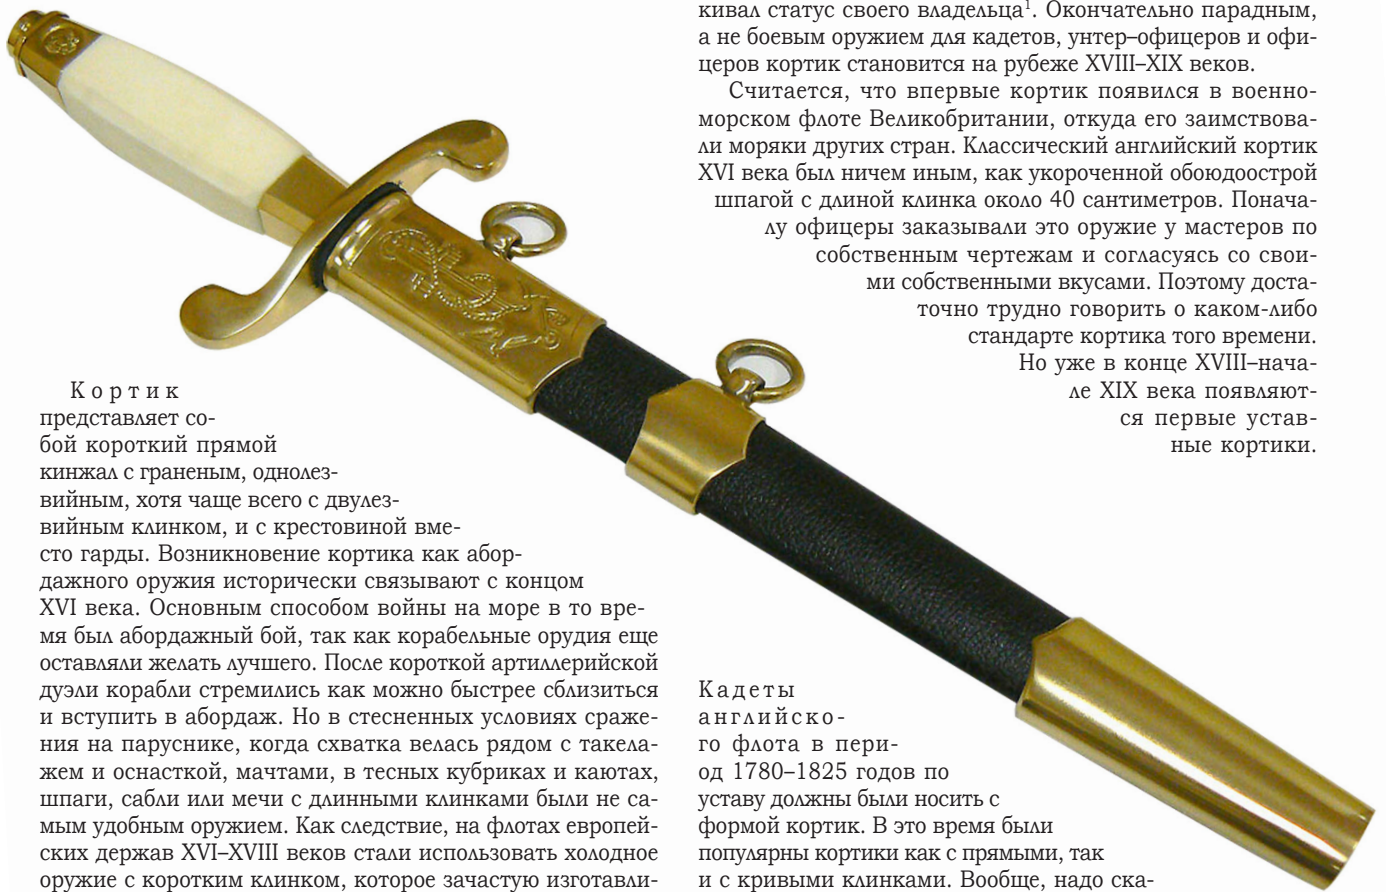 Кортик
представляет со-
бой короткий прямой
кинжал с граненым, однолез-
вийным, хотя чаще всего с двулез-
вийным клинком, и с крестовиной вме-
сто гарды. Возникновение кортика как абор-
дажного оружия исторически связывают с концом
XVI века. Основным способом войны на море в то вре-
мя был абордажный бой, так как корабельные орудия еще
оставляли желать лучшего. После короткой артиллерийской
дуэли корабли стремились как можно быстрее сблизиться
и вступить в абордаж. Но в стесненных условиях сраже-
ния на паруснике, когда схватка велась рядом с такела-
жем и оснасткой, мачтами, в тесных кубриках и каютах,
шпаги, сабли или мечи с длинными клинками были не са-
мым удобным оружием. Как следствие, на флотах европей-
ских держав XVI–XVIII веков стали использовать холодное
оружие с коротким клинком, которое зачастую изготавли-
кивал статус своего владельца¹. Окончательно парадным,
а не боевым оружием для кадетов, унтер–офицеров и офи-
церов кортик становится на рубеже XVIII–XIX веков.
Считается, что впервые кортик появился в военно-
морском флоте Великобритании, откуда его заимствова-
ли моряки других стран. Классический английский кортик
XVI века был ничем иным, как укороченной обоюдоострой
шпагой с длиной клинка около 40 сантиметров. Понача-
лу офицеры заказывали это оружие у мастеров по
собственным чертежам и согласуясь со свои-
ми собственными вкусами. Поэтому доста-
точно трудно говорить о каком-либо
стандарте кортика того времени.
Но уже в конце XVIII–нача-
ле XIX века появляют-
ся первые устав-
ные кортики.
Кадеты
английско-
го флота в пери-
од 1780–1825 годов по
уставу должны были носить с
формой кортик. В это время были
популярны кортики как с прямыми, так
и с кривыми клинками. Вообще, надо ска-